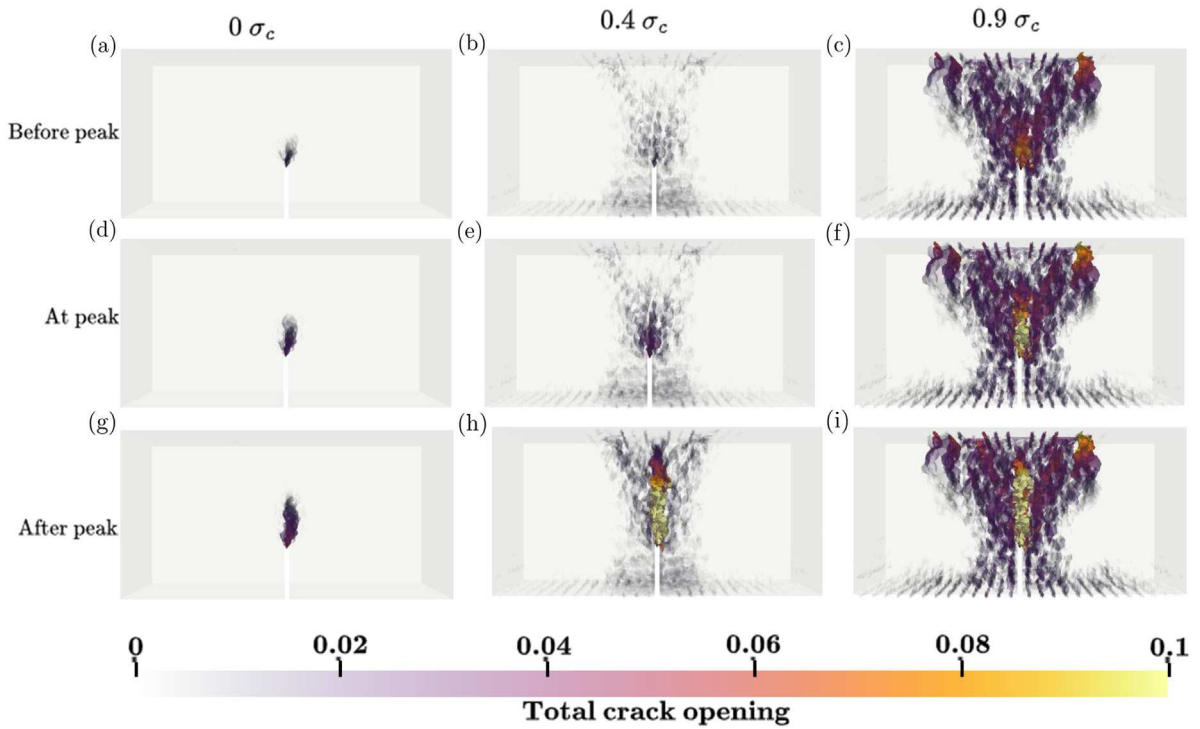 0 σc 0.4 σc 0.9 σc
(a) (b) (c)
Before peak
(d) (e) (f)
At peak
(g) (h) (i)
After peak
0 0.02 0.04 0.06 0.08 0.1
Total crack opening